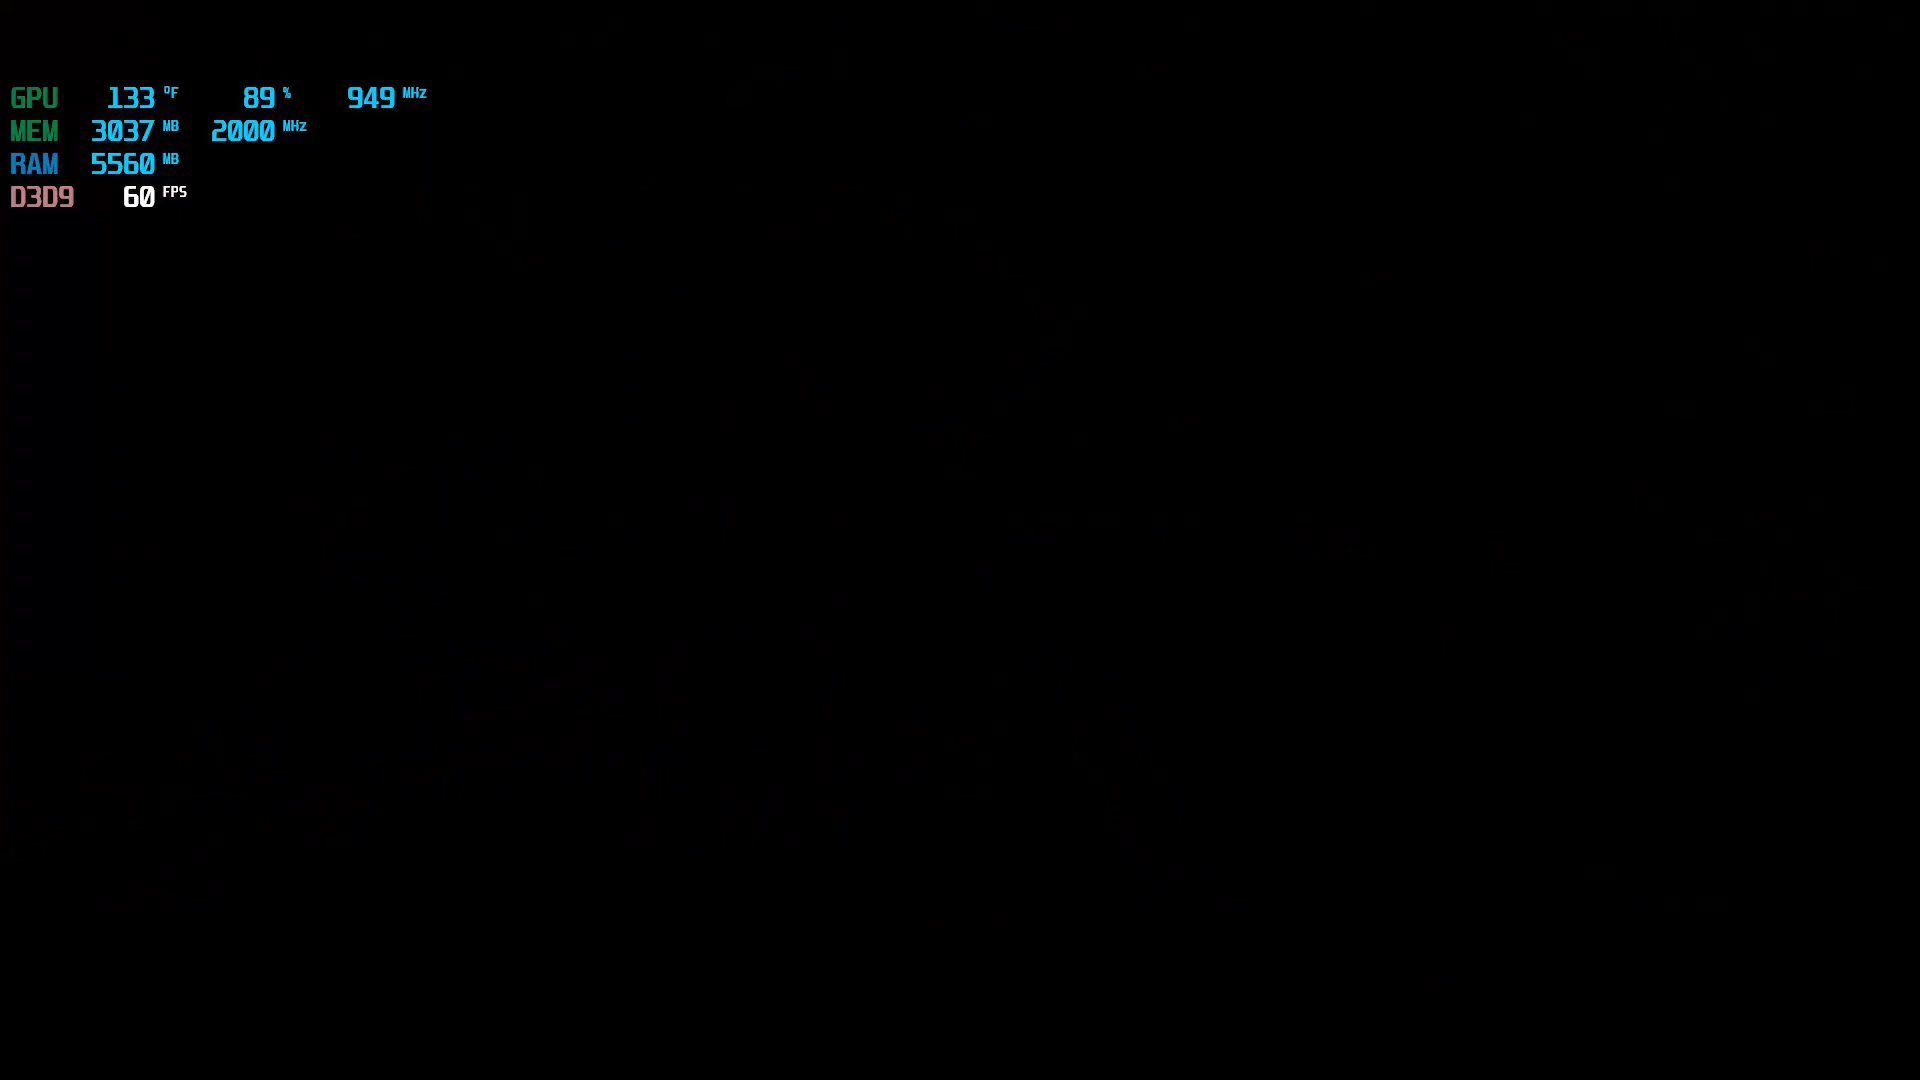 GPU 133 °F 89 % 949 MHz
MEM 3037 MB 2000 MHz
RAM 5560 MB
D3D9 60 FPS